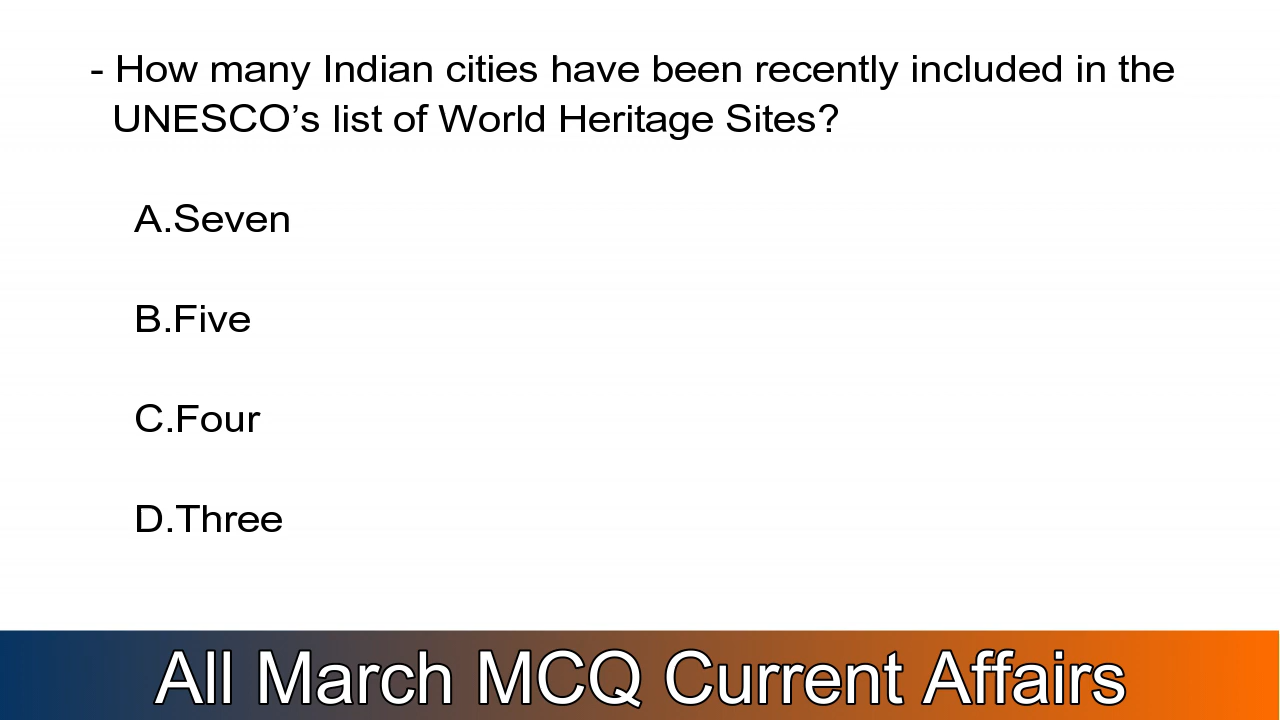 - How many Indian cities have been recently included in the
UNESCO’s list of World Heritage Sites?
A.Seven
B.Five
C.Four
D.Three
All March MCQ Current Affairs